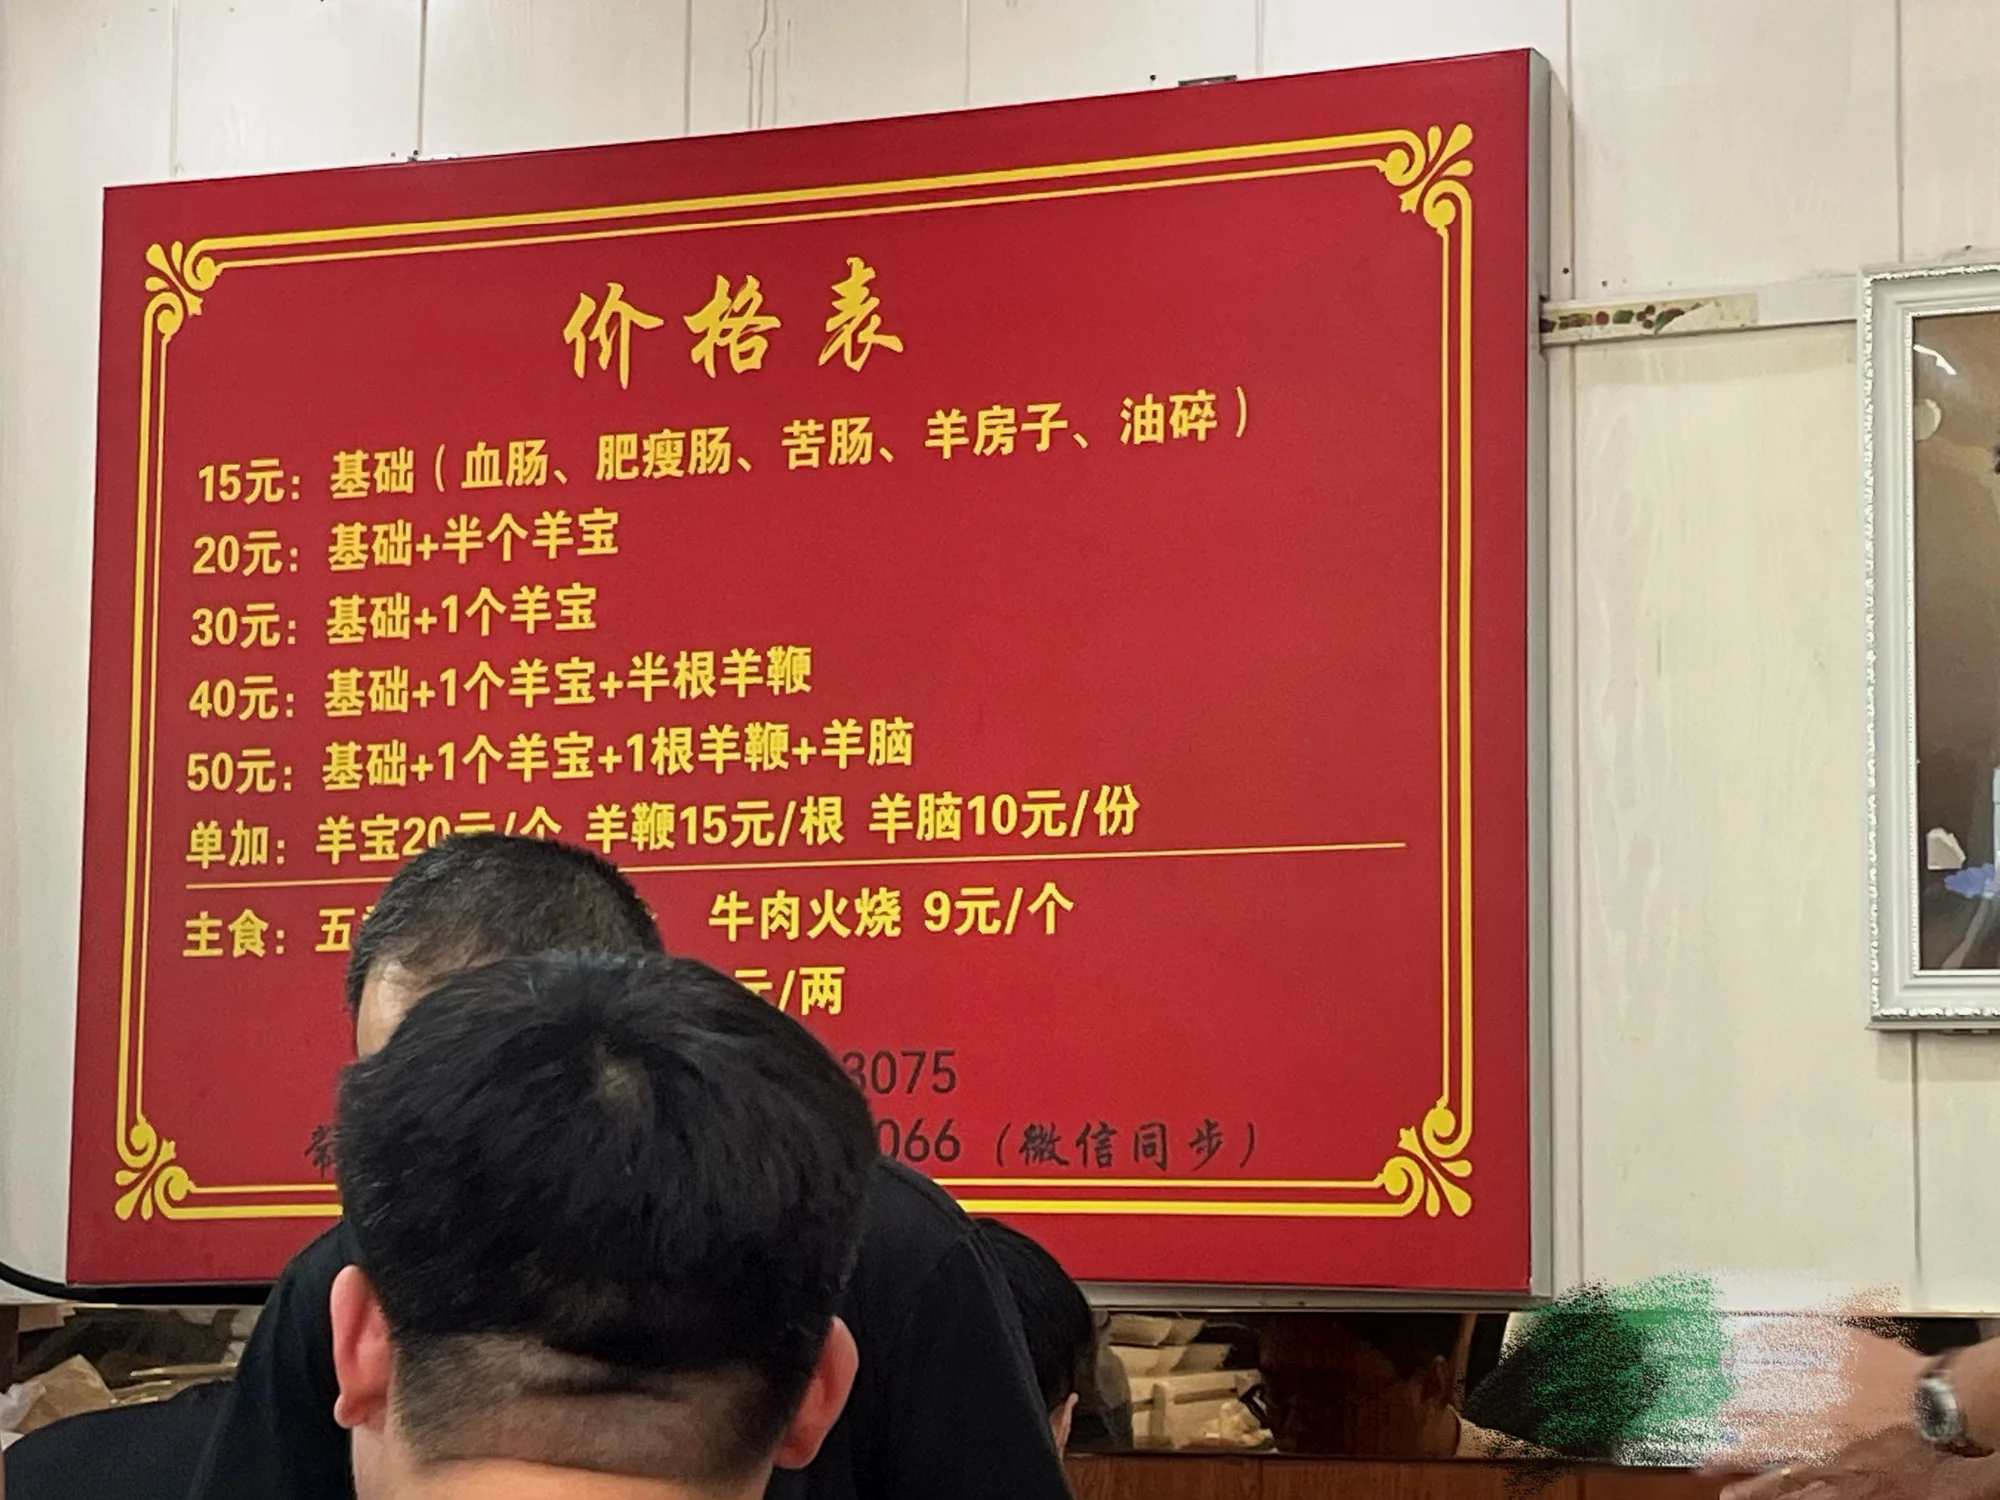 价格表
15元：基础（血肠、肥瘦肠、苦肠、羊房子、油碎）
20元：基础+半个羊宝
30元：基础+1个羊宝
40元：基础+1个羊宝+半根羊鞭
50元：基础+1个羊宝+1根羊鞭+羊脑
单加：羊宝20元/个 羊鞭15元/根 羊脑10元/份
主食：五 牛肉火烧 9元/个
元/两
3075
066（微信同步）